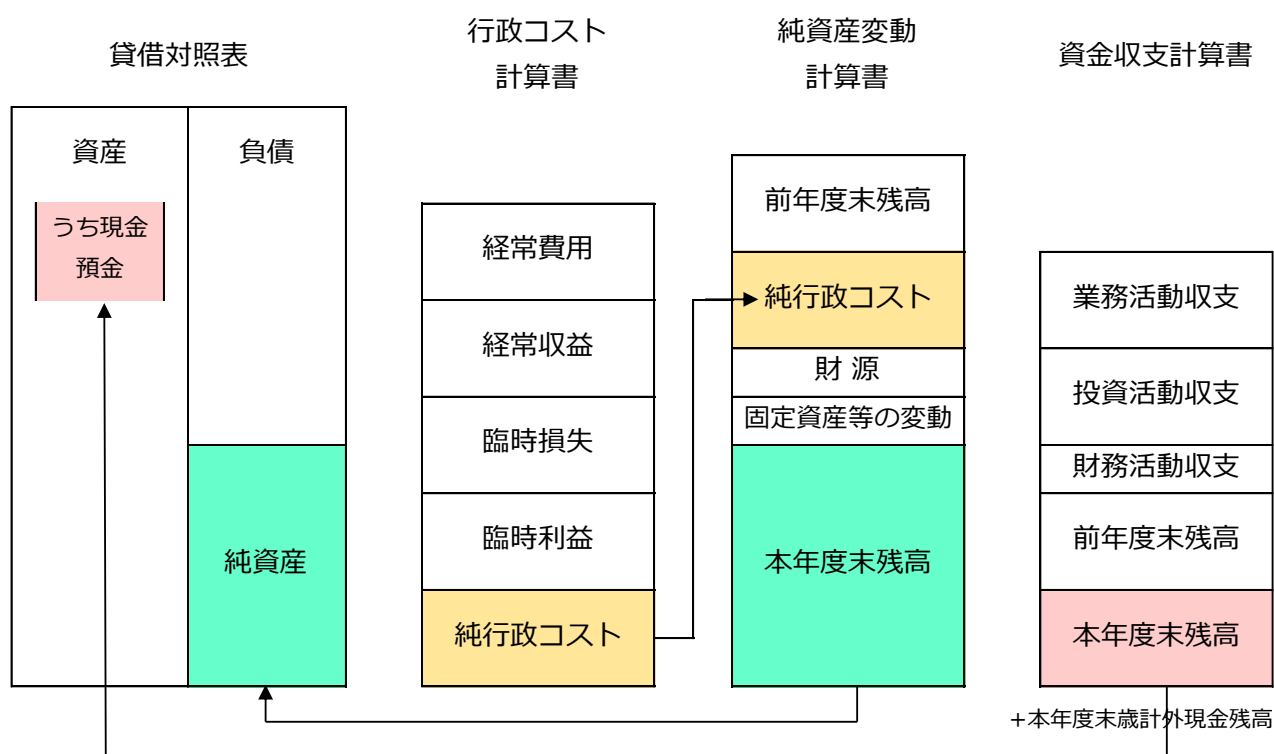 貸借対照表
行政コスト
計算書
純資産変動
計算書
資金収支計算書
資産
負債
うち現金
預金
純資産
経常費用
経常収益
臨時損失
臨時利益
純行政コスト
前年度末残高
純行政コスト
財 源
固定資産等の変動
本年度末残高
業務活動収支
投資活動収支
財務活動収支
前年度末残高
本年度末残高
+本年度末歳計外現金残高